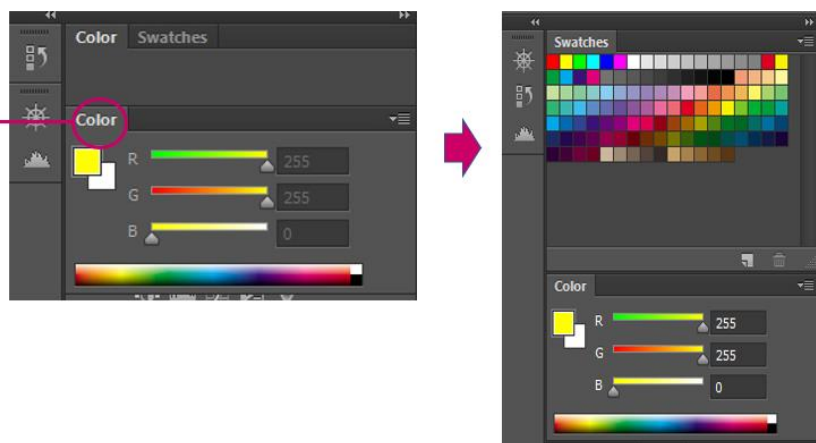 Color Swatches
Color
R 255
G 255
B 0
Swatches
Color
R 255
G 255
B 0